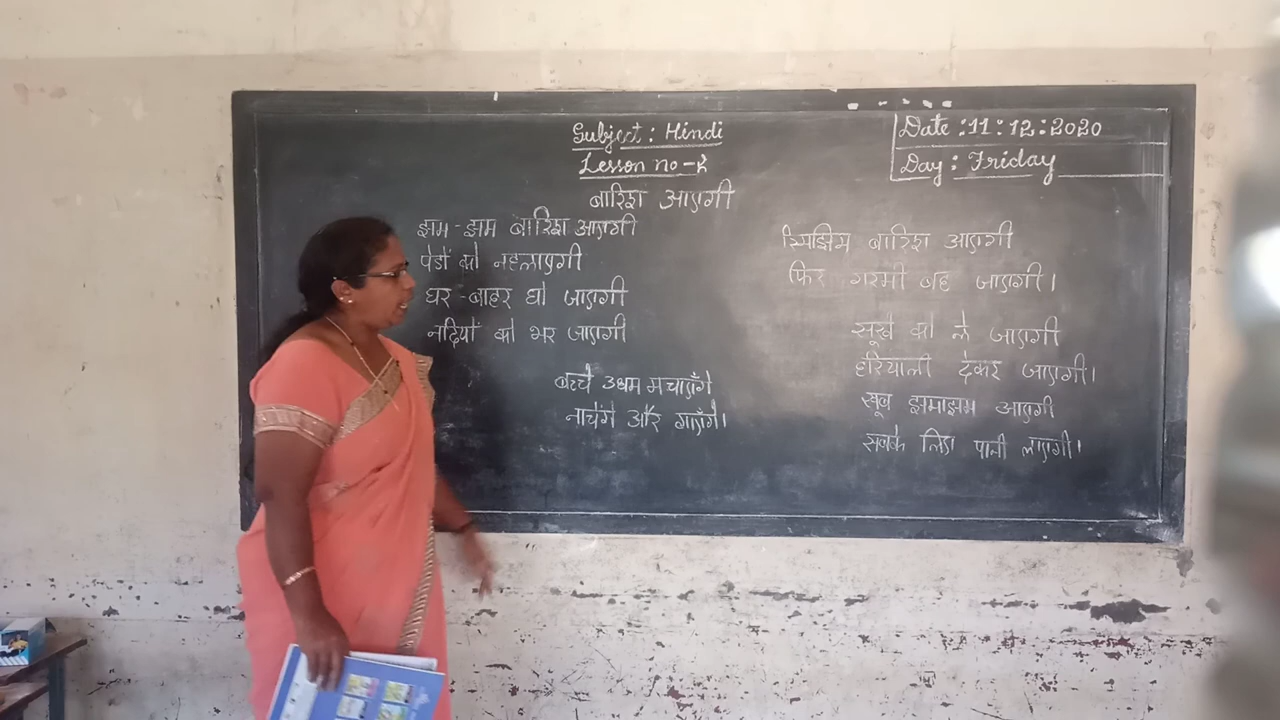 Subject : Hindi
Lesson no - 2
Date : 11 : 12 : 2020
Day : Friday
बारिश आएगी
झम - झम बारिश आएगी
पेडों को नहलाएगी
घर - बाहर धो जाएगी
नदियों को भर जाएगी
बच्चे उधम मचाएँगे
नाचेंगे और गाएँगे।
रिमझिम बारिश आएगी
फिर गरमी बह जाएगी।
सूखे को ले जाएगी
हरियाली देकर जाएगी।
खूब झमाझम आएगी
सबके लिए पानी लाएगी।